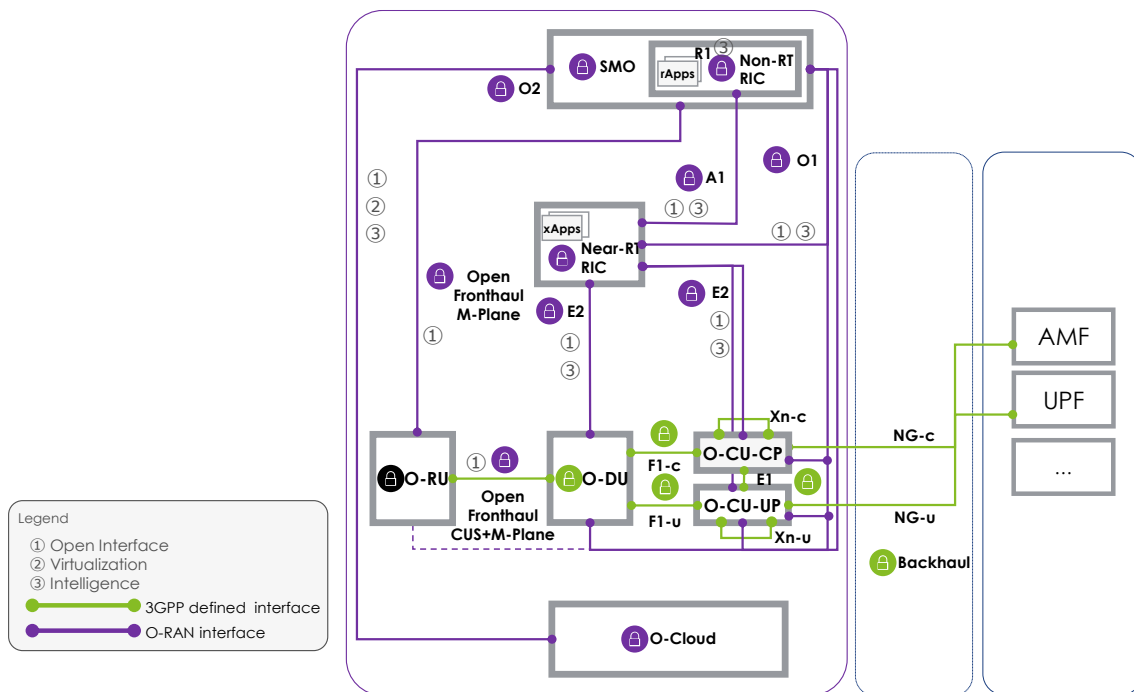 R1 ③
SMO
rApps
Non-RT
RIC
O2
O1
A1
①
②
③
① ③
① ③
xApps
Near-RT
RIC
Open
Fronthaul
M-Plane
①
E2
①
③
E2
①
③
AMF
UPF
...
Xn-c
NG-c
O-RU
①
O-DU
F1-c
O-CU-CP
E1
Open
Fronthaul
CUS+M-Plane
F1-u
O-CU-UP
NG-u
Xn-u
Backhaul
Legend
① Open Interface
② Virtualization
③ Intelligence
3GPP defined interface
O-RAN interface
O-Cloud